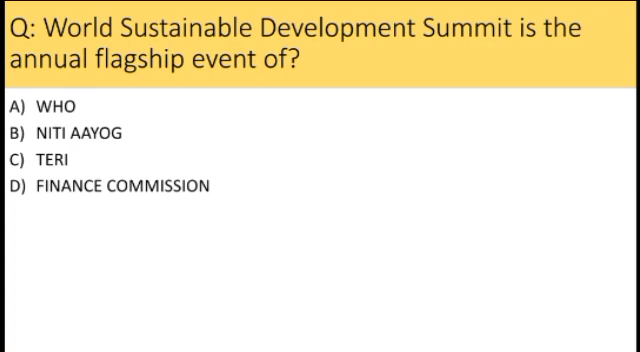 Q: World Sustainable Development Summit is the
annual flagship event of?
A) WHO
B) NITI AAYOG
C) TERI
D) FINANCE COMMISSION